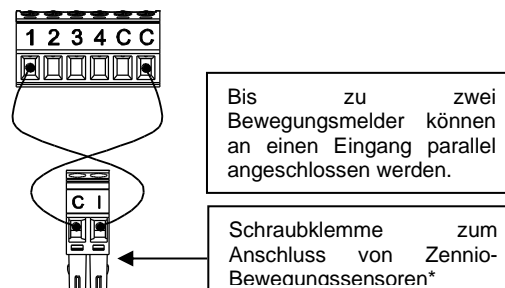 1 2 3 4 C C
Bis zu zwei
Bewegungsmelder können
an einen Eingang parallel
angeschlossen werden.
C I
Schraubklemme zum
Anschluss von Zennio-
Bewegungssensoren*